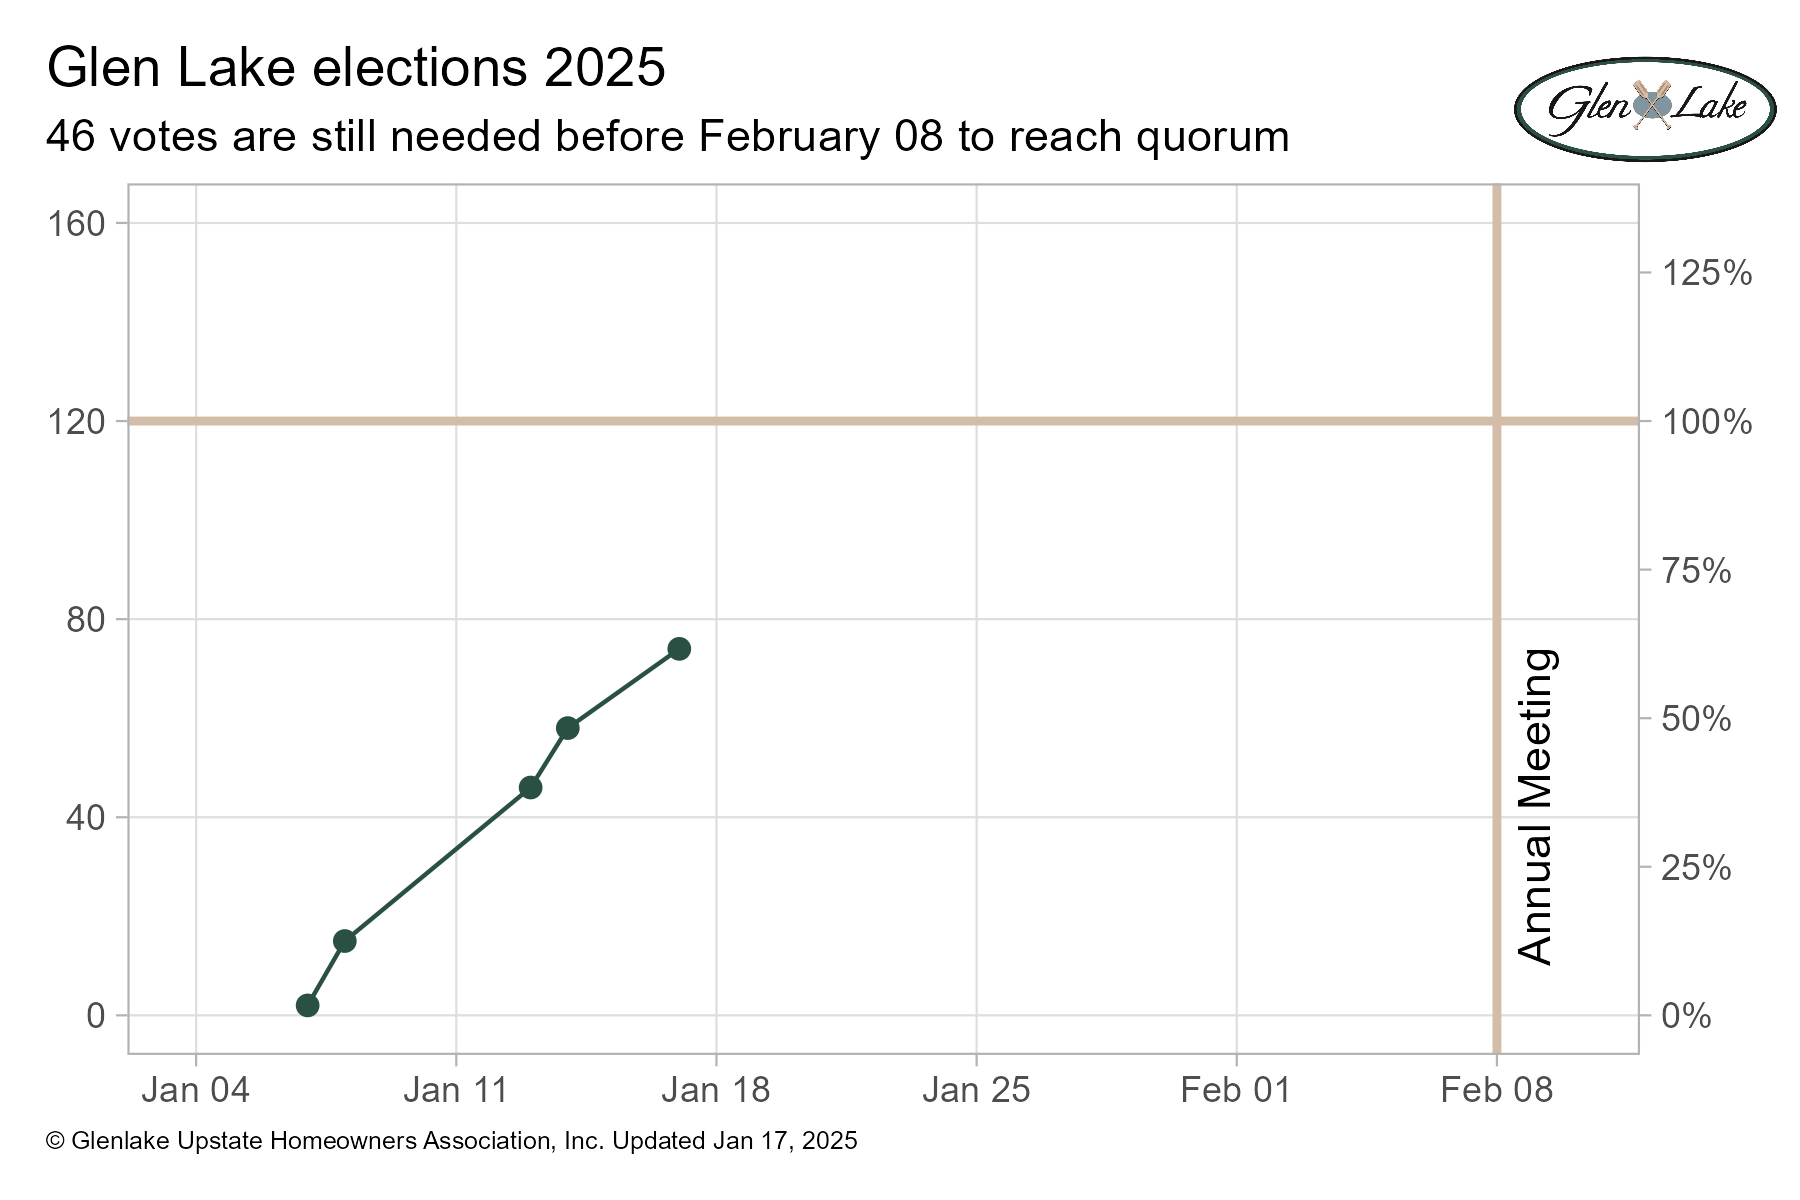 Glen Lake elections 2025
46 votes are still needed before February 08 to reach quorum
Glen Lake
160
120
80
40
0
125%
100%
75%
50%
25%
0%
Annual Meeting
Jan 04
Jan 11
Jan 18
Jan 25
Feb 01
Feb 08
© Glenlake Upstate Homeowners Association, Inc. Updated Jan 17, 2025